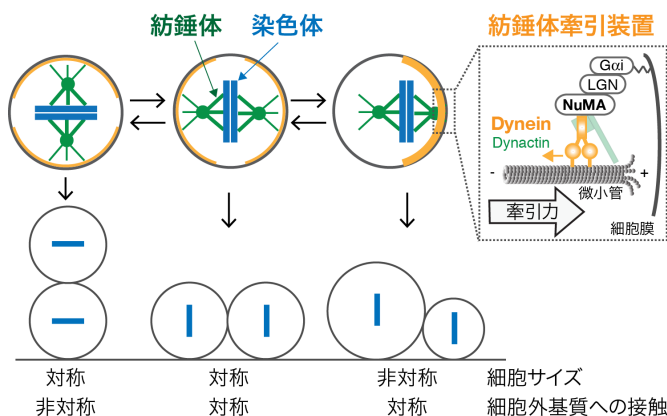 紡錘体
染色体
紡錘体牽引装置
Gαi
LGN
NuMA
Dynein
Dynactin
-
+
微小管
牽引力
細胞膜
対称 対称 非対称 細胞サイズ
非対称 対称 対称 細胞外基質への接触